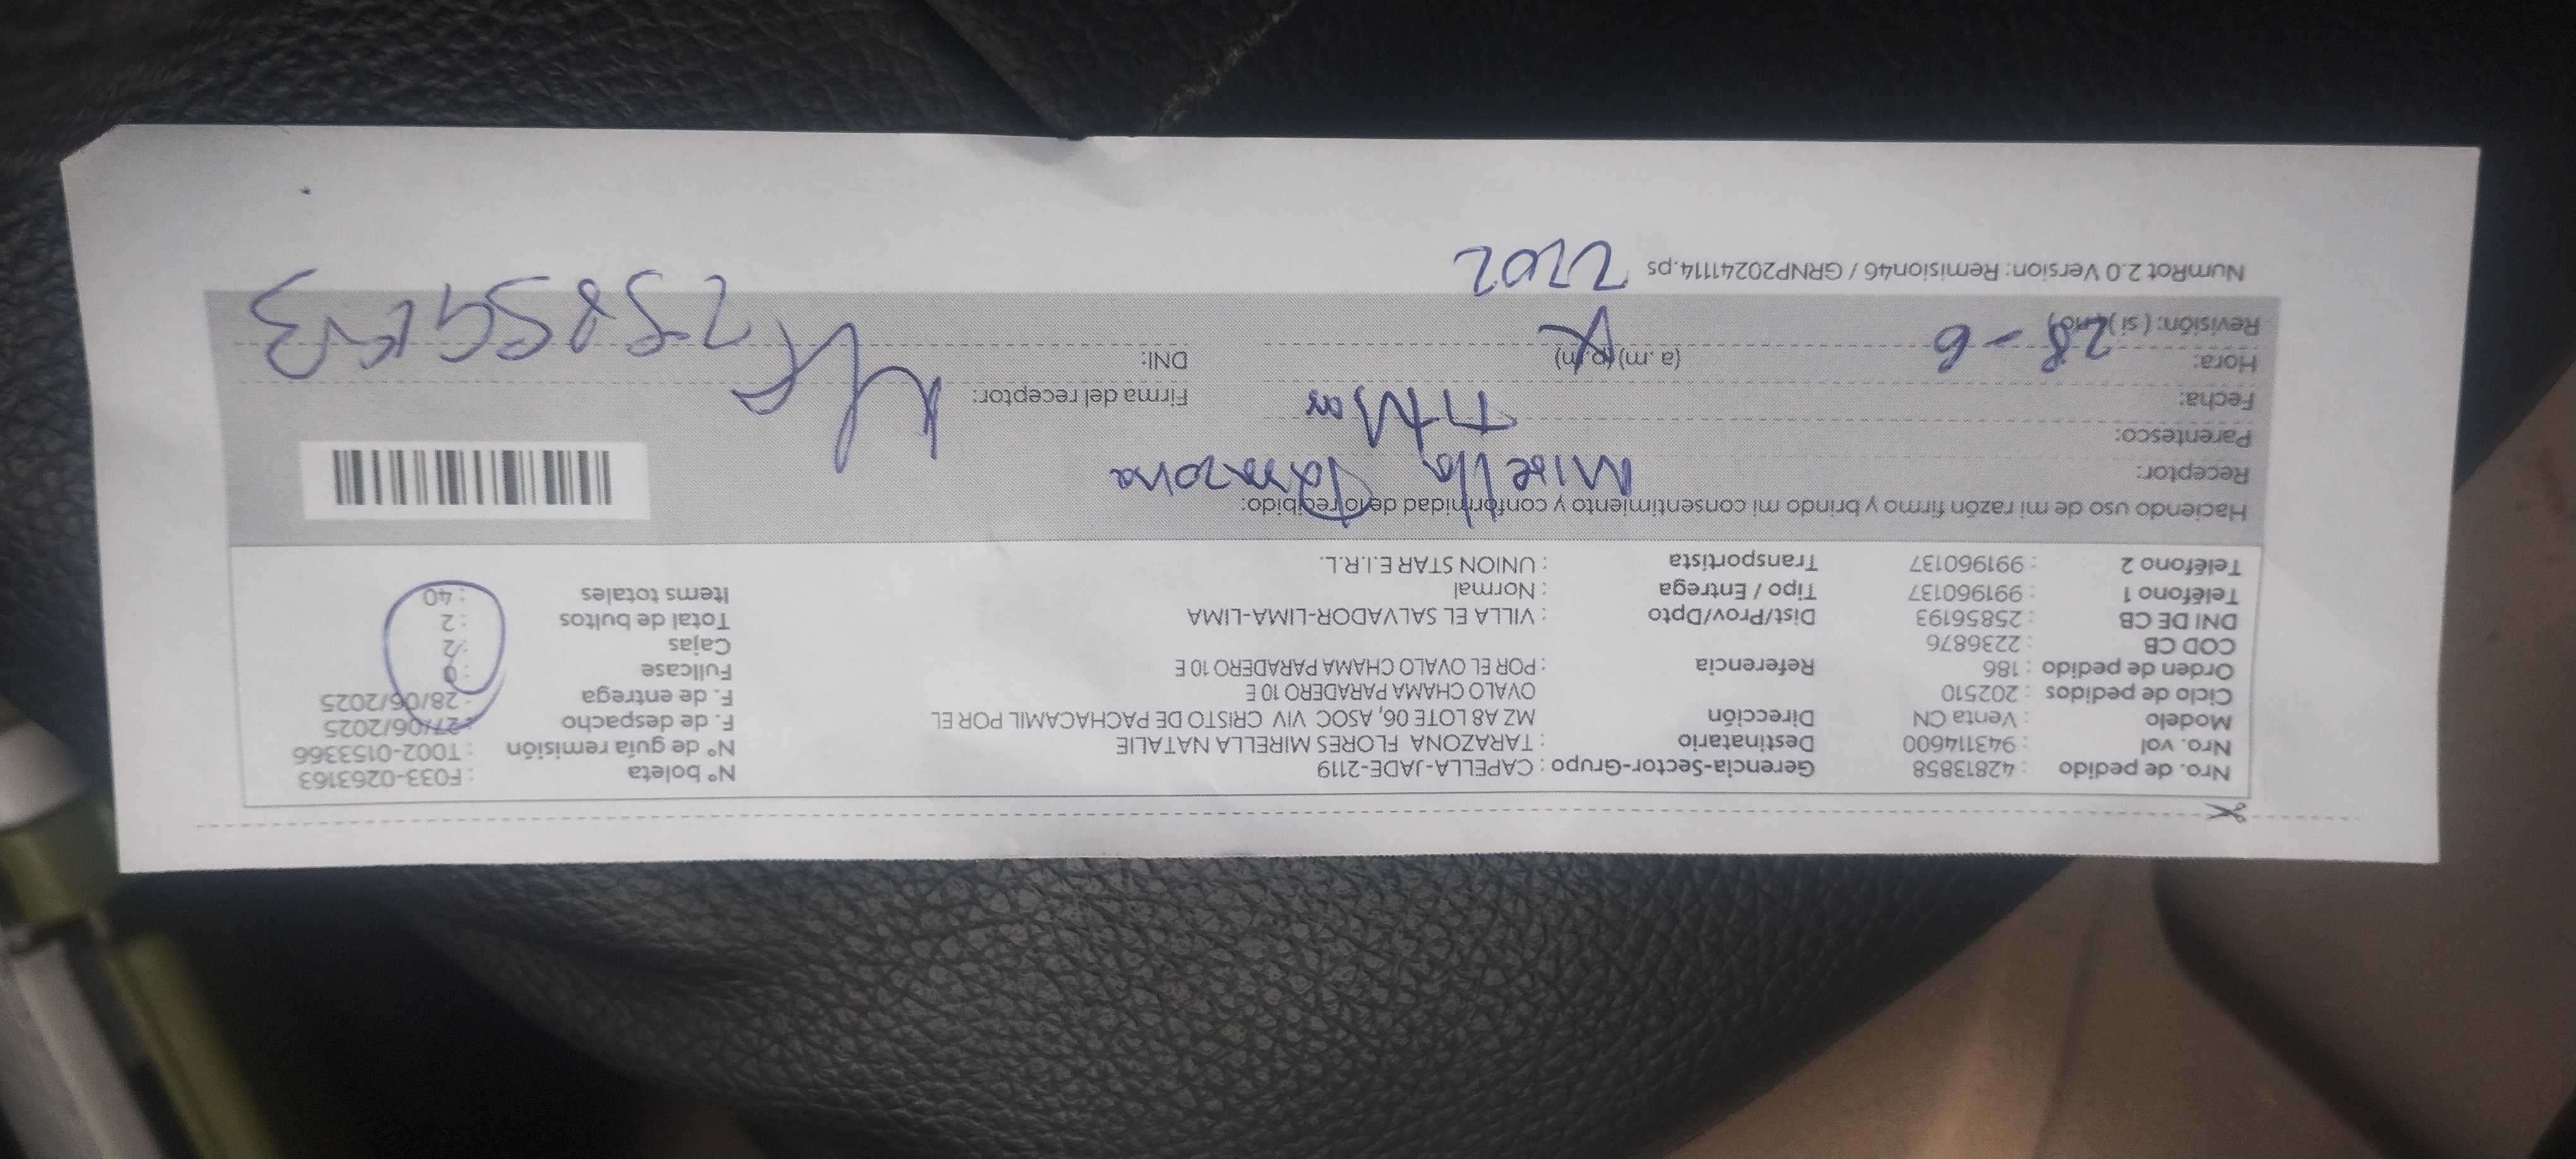 Nro. de pedido : 42813858
Nro. vol : 943114600
Modelo : Venta CN
Ciclo de pedidos : 202510
Orden de pedido : 186
COD CB : 2236876
DNI DE CB : 25856193
Teléfono 1 : 991960137
Teléfono 2 : 991960137
Gerencia-Sector-Grupo : CAPELLA-JADE-2119
Destinatario : TARAZONA FLORES MIRELLA NATALIE
Dirección MZ A8 LOTE 06, ASOC VIV CRISTO DE PACHACAMIL POR EL
OVALO CHAMA PARADERO 10 E
Referencia : POR EL OVALO CHAMA PARADERO 10 E
Dist/Prov/Dpto : VILLA EL SALVADOR-LIMA-LIMA
Tipo / Entrega : Normal
Transportista : UNION STAR E.I.R.L.
N° boleta : F033-0263163
N° de guía remisión : T002-0153366
F. de despacho : 27/06/2025
F. de entrega : 28/06/2025
Fullcase : 0
Cajas : 2
Total de bultos : 2
Items totales : 40
Haciendo uso de mi razón firmo y brindo mi consentimiento y conformidad de lo recibido:
Receptor: Mirella Tarazona
Parentesco:
Fecha: Titular
Hora: (a.m) (p.m)
Revisión: ( si ) ( no ) 28-6
Firma del receptor:
DNI:
NumRot 2.0 Version: Remision46 / GRNP20241114.ps